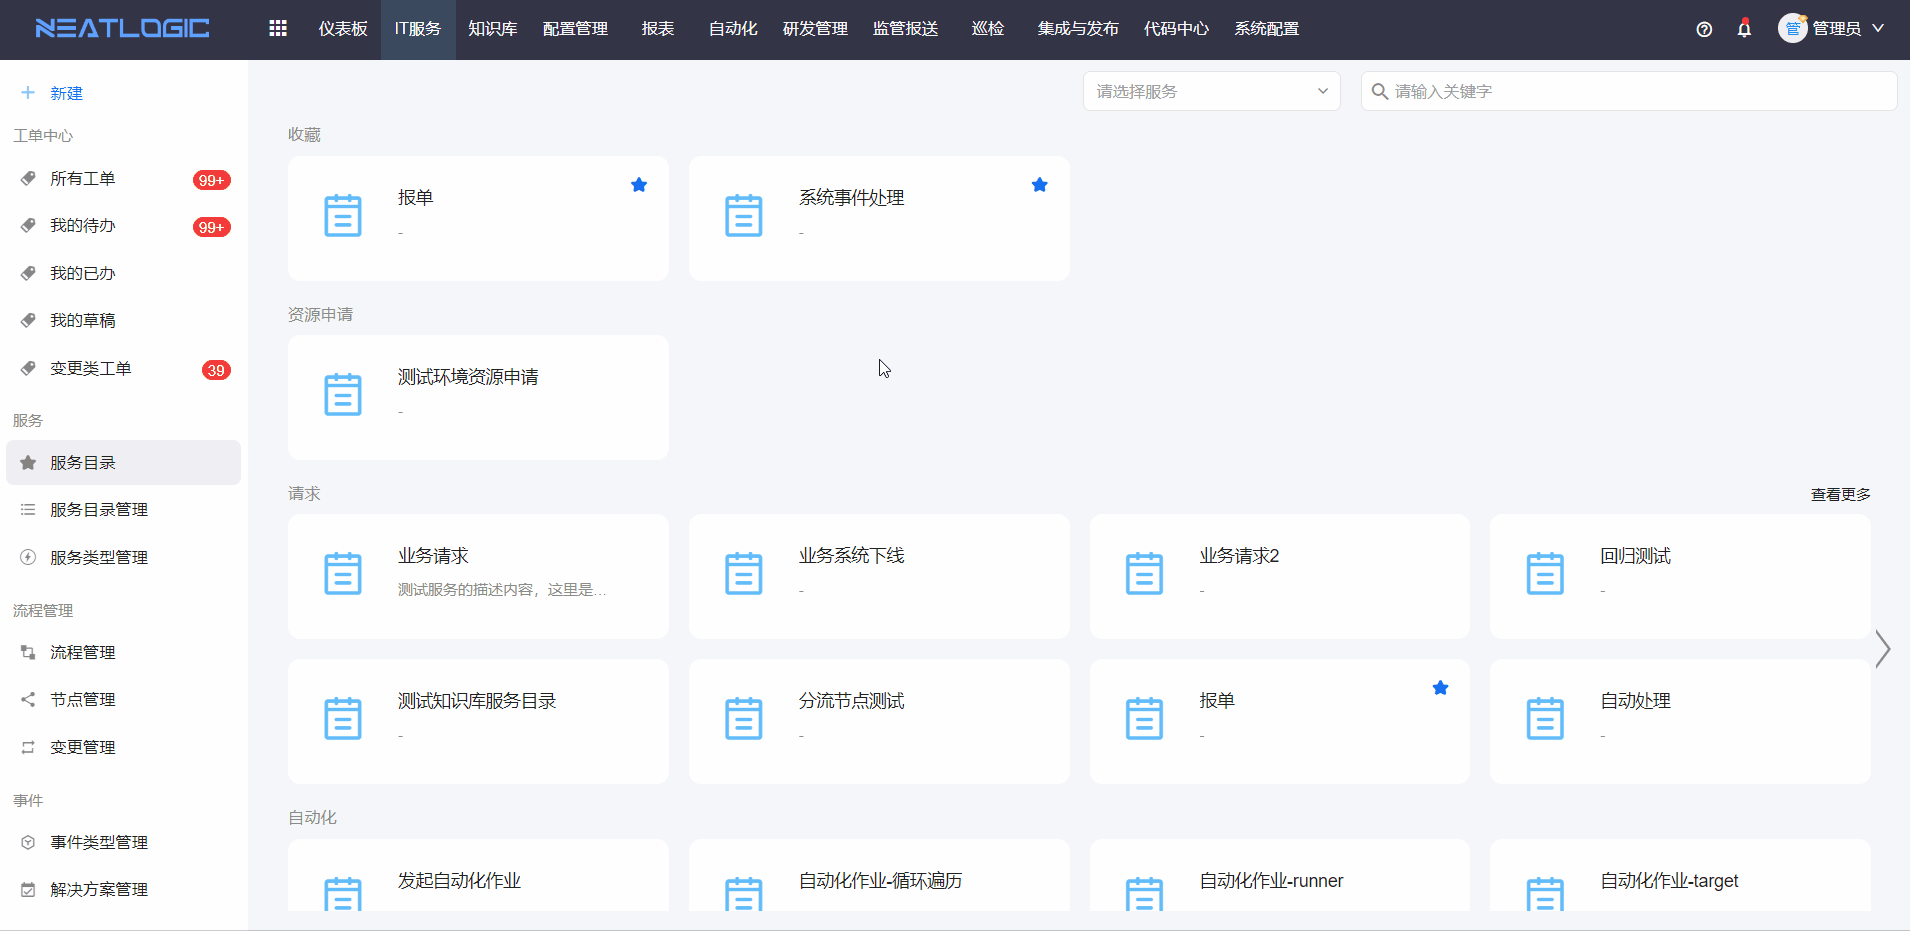 NEATLOGIC 仪表板 IT服务 知识库 配置管理 报表 自动化 研发管理 监管报送 巡检 集成与发布 代码中心 系统配置 管 管理员
新建
工单中心
所有工单 99+
我的待办 99+
我的已办
我的草稿
变更类工单 39
服务
服务目录
服务目录管理
服务类型管理
流程管理
流程管理
节点管理
变更管理
事件
事件类型管理
解决方案管理
请选择服务 请输入关键字
收藏
报单 系统事件处理
- -
资源申请
测试环境资源申请
-
请求 查看更多
业务请求 业务系统下线 业务请求2 回归测试
测试服务的描述内容，这里是... - - -
测试知识库服务目录 分流节点测试 报单 自动处理
- - - -
自动化
发起自动化作业 自动化作业-循环遍历 自动化作业-runner 自动化作业-target